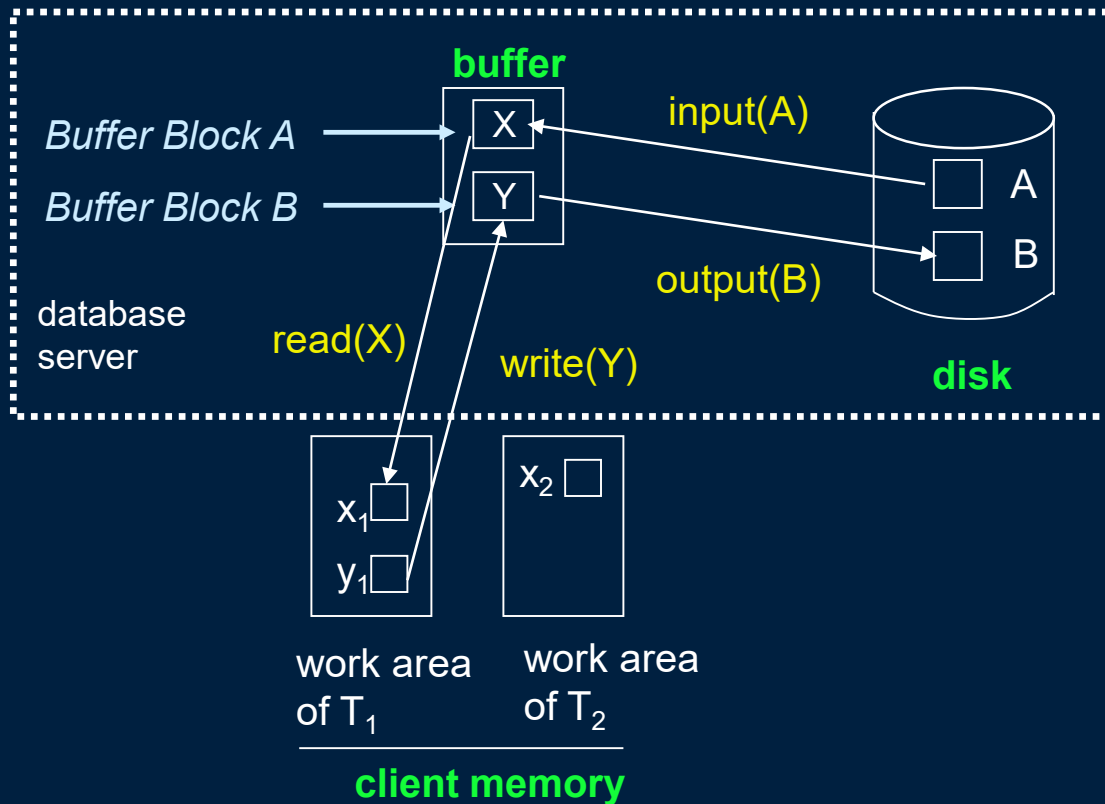 buffer
Buffer Block A
X
input(A)
A
Buffer Block B
Y
B
output(B)
database
server
read(X)
write(Y)
disk
x₁
x₂
y₁
work area
of T₁
work area
of T₂
client memory